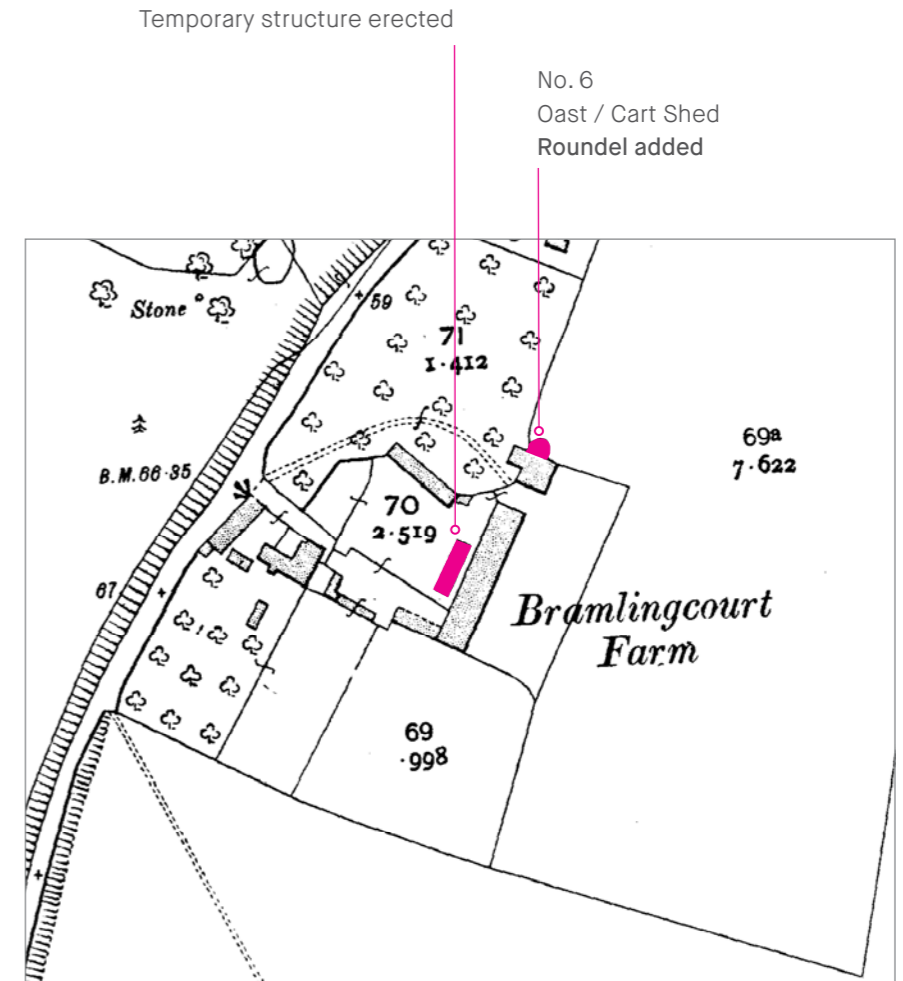 Temporary structure erected
No. 6
Oast / Cart Shed
Roundel added
59
Stone
71
1·412
69a
7·622
B.M.66·85
70
2·519
67
Bramlingcourt
Farm
69
·998